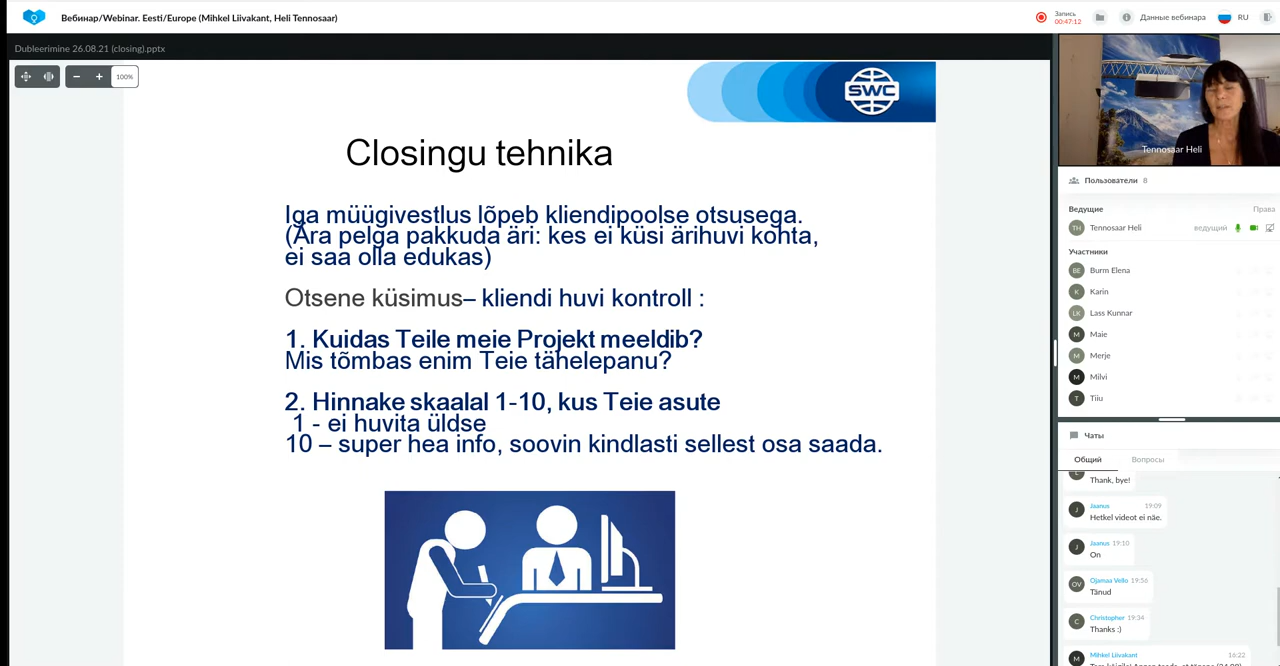 Вебинар/Webinar. Eesti/Europe (Mihkel Liivakant, Heli Tennosaar)
Запись
00:47:12
Данные вебинара
RU
Dubleerimine 26.08.21 (closing).pptx
100%
SWC
Closingu tehnika
Iga müügivestlus lõpeb kliendipoolse otsusega.
(Ära pelga pakkuda äri: kes ei küsi ärihuvi kohta,
ei saa olla edukas)
Otsene küsimus– kliendi huvi kontroll :
1. Kuidas Teile meie Projekt meeldib?
Mis tõmbas enim Teie tähelepanu?
2. Hinnake skaalal 1-10, kus Teie asute
1 - ei huvita üldse
10 – super hea info, soovin kindlasti sellest osa saada.
Tennosaar Heli
Пользователи 8
Ведущие Права
TH Tennosaar Heli ведущий
Участники
BE Burm Elena
K Karin
LK Lass Kunnar
M Maie
M Merje
M Milvi
T Tiiu
Чаты
Общий Вопросы
Thank, bye!
J Jaanus 19:09
Hetkel videot ei näe.
J Jaanus 19:10
On
OV Ojamaa Vello 19:56
Tänud
C Christopher 19:34
Thanks :)
M Mihkel Liivakant 16:22